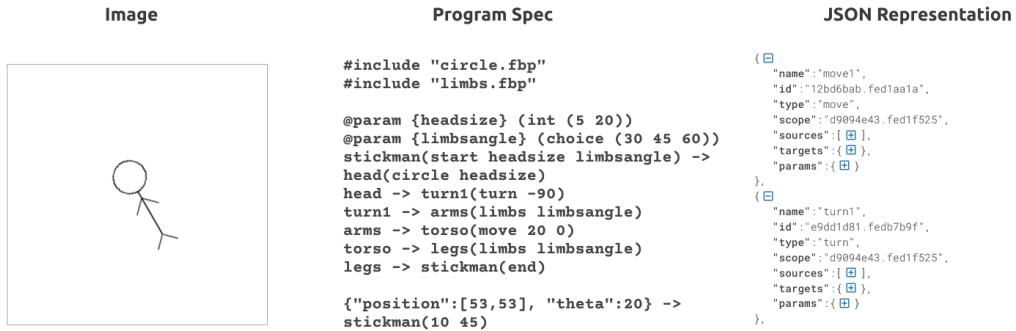 Image
Program Spec
JSON Representation
#include "circle.fbp"
#include "limbs.fbp"
@param {headsize} (int (5 20))
@param {limbsangle} (choice (30 45 60))
stickman(start headsize limbsangle) ->
head(circle headsize)
head -> turn1(turn -90)
turn1 -> arms(limbs limbsangle)
arms -> torso(move 20 0)
torso -> legs(limbs limbsangle)
legs -> stickman(end)
{"position":[53,53], "theta":20} ->
stickman(10 45)
{
"name":"move1",
"id":"12bd6bab.fed1aa1a",
"type":"move",
"scope":"d9094e43.fed1f525",
"sources":[ ],
"targets":{ },
"params":{ }
},
{
"name":"turn1",
"id":"e9dd1d81.fedb7b9f",
"type":"turn",
"scope":"d9094e43.fed1f525",
"sources":[ ],
"targets":{ },
"params":{ }
},